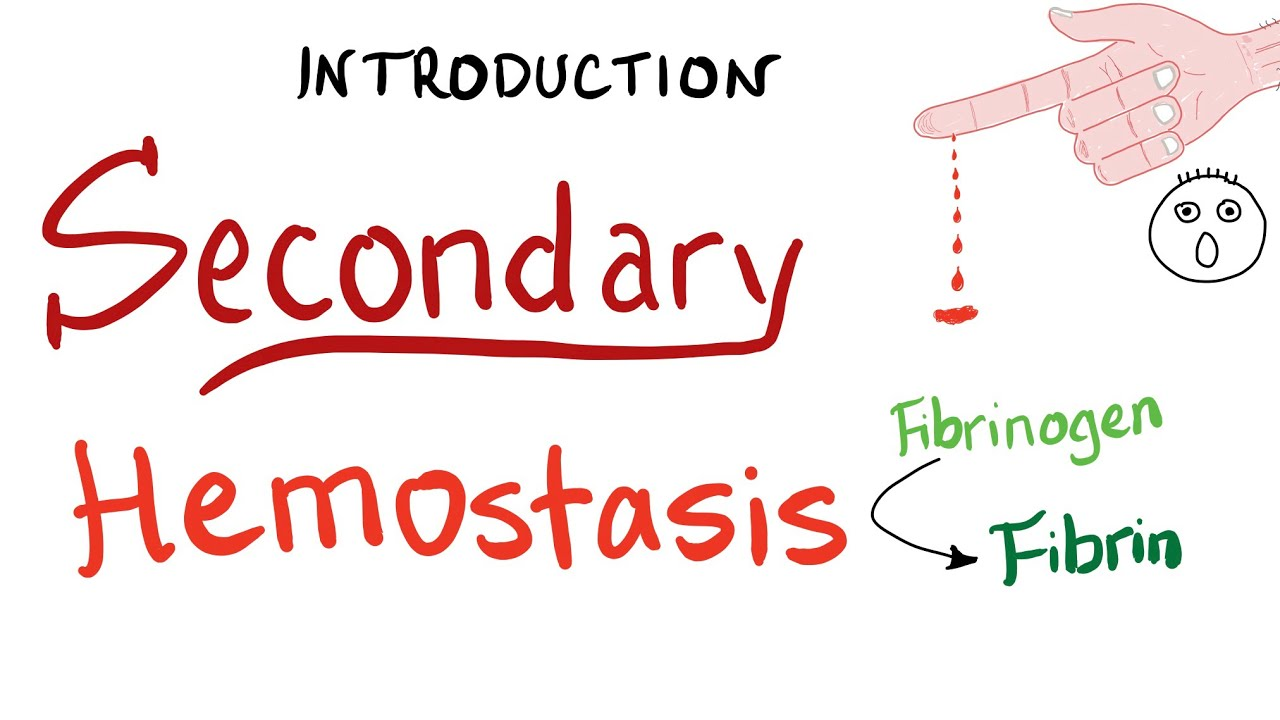 INTRODUCTION
Secondary
Hemostasis
Fibrinogen
Fibrin